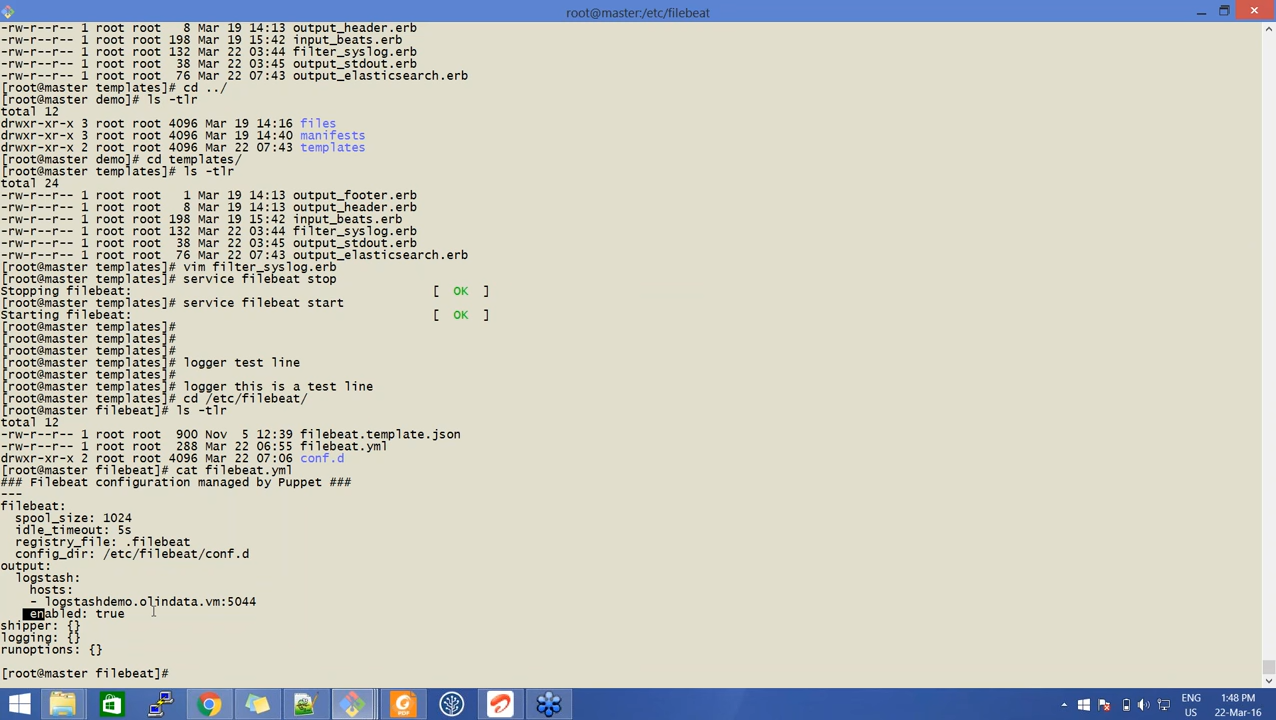 root@master:/etc/filebeat
-rw-r--r-- 1 root root   8 Mar 19 14:13 output_header.erb
-rw-r--r-- 1 root root 198 Mar 19 15:42 input_beats.erb
-rw-r--r-- 1 root root 132 Mar 22 03:44 filter_syslog.erb
-rw-r--r-- 1 root root  38 Mar 22 03:45 output_stdout.erb
-rw-r--r-- 1 root root  76 Mar 22 07:43 output_elasticsearch.erb
[root@master templates]# cd ../
[root@master demo]# ls -tlr
total 12
drwxr-xr-x 3 root root 4096 Mar 19 14:16 files
drwxr-xr-x 3 root root 4096 Mar 19 14:40 manifests
drwxr-xr-x 2 root root 4096 Mar 22 07:43 templates
[root@master demo]# cd templates/
[root@master templates]# ls -tlr
total 24
-rw-r--r-- 1 root root   1 Mar 19 14:13 output_footer.erb
-rw-r--r-- 1 root root   8 Mar 19 14:13 output_header.erb
-rw-r--r-- 1 root root 198 Mar 19 15:42 input_beats.erb
-rw-r--r-- 1 root root 132 Mar 22 03:44 filter_syslog.erb
-rw-r--r-- 1 root root  38 Mar 22 03:45 output_stdout.erb
-rw-r--r-- 1 root root  76 Mar 22 07:43 output_elasticsearch.erb
[root@master templates]# vim filter_syslog.erb
[root@master templates]# service filebeat stop
Stopping filebeat: [ OK ]
[root@master templates]# service filebeat start
Starting filebeat: [ OK ]
[root@master templates]#
[root@master templates]#
[root@master templates]#
[root@master templates]# logger test line
[root@master templates]#
[root@master templates]# logger this is a test line
[root@master templates]# cd /etc/filebeat/
[root@master filebeat]# ls -tlr
total 12
-rw-r--r-- 1 root root  900 Nov  5 12:39 filebeat.template.json
-rw-r--r-- 1 root root  288 Mar 22 06:55 filebeat.yml
drwxr-xr-x 2 root root 4096 Mar 22 07:06 conf.d
[root@master filebeat]# cat filebeat.yml
### Filebeat configuration managed by Puppet ###
---
filebeat:
  spool_size: 1024
  idle_timeout: 5s
  registry_file: .filebeat
  config_dir: /etc/filebeat/conf.d
output:
  logstash:
    hosts:
    - logstashdemo.olindata.vm:5044
    enabled: true
shipper: {}
logging: {}
runoptions: {}
[root@master filebeat]#
PDF
ENG
US
1:48 PM
22-Mar-16